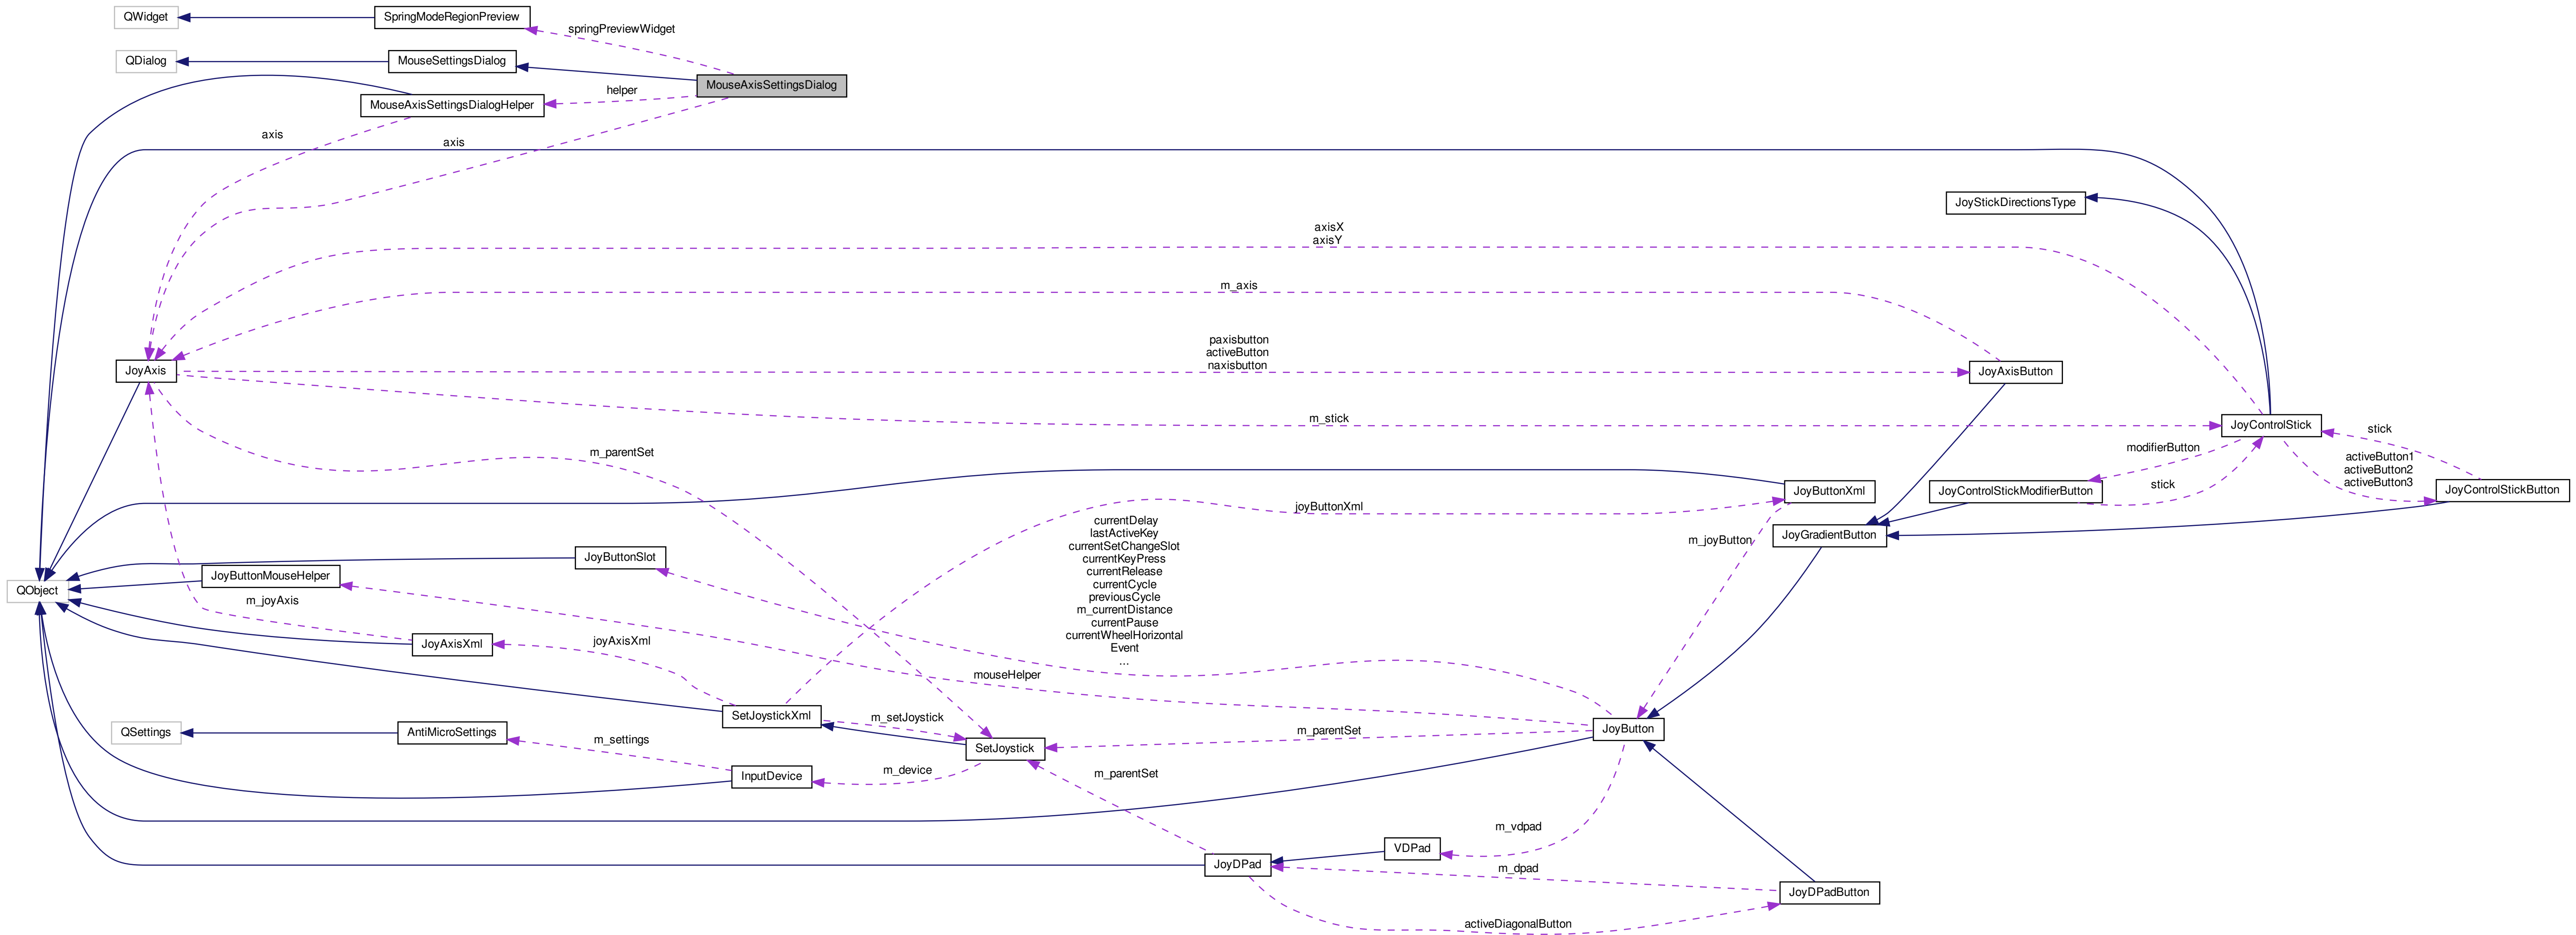 QWidget
SpringModeRegionPreview
springPreviewWidget
QDialog
MouseSettingsDialog
MouseAxisSettingsDialog
helper
MouseAxisSettingsDialogHelper
axis
axis
JoyStickDirectionsType
axisX
axisY
m_axis
paxisbutton
activeButton
naxisbutton
JoyAxis
JoyAxisButton
m_stick
JoyControlStick
stick
modifierButton
m_parentSet
activeButton1
activeButton2
activeButton3
stick
JoyButtonXml
JoyControlStickModifierButton
JoyControlStickButton
joyButtonXml
currentDelay
lastActiveKey
currentSetChangeSlot
currentKeyPress
currentRelease
currentCycle
previousCycle
m_currentDistance
currentPause
currentWheelHorizontal
Event
...
m_joyButton
JoyGradientButton
JoyButtonSlot
JoyButtonMouseHelper
QObject
m_joyAxis
JoyAxisXml
joyAxisXml
mouseHelper
SetJoystickXml
m_setJoystick
QSettings
AntiMicroSettings
m_settings
SetJoystick
m_parentSet
JoyButton
InputDevice
m_device
m_parentSet
m_vdpad
VDPad
JoyDPad
m_dpad
JoyDPadButton
activeDiagonalButton